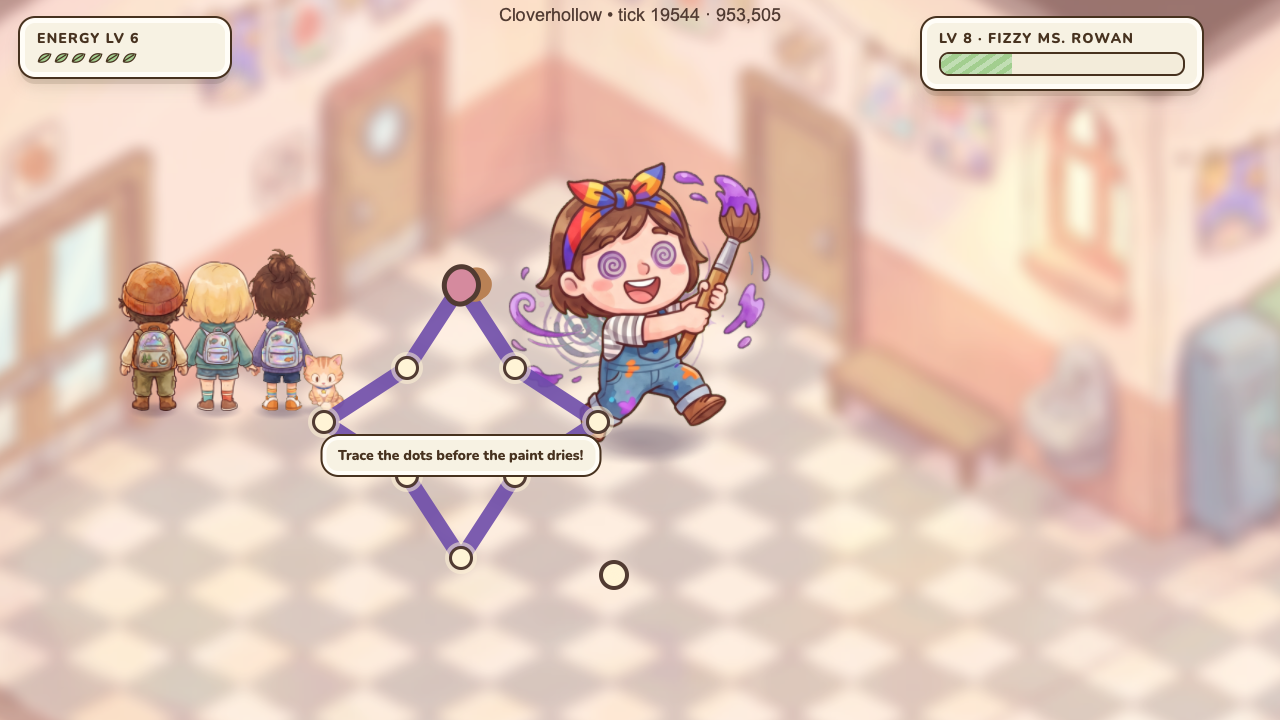 Cloverhollow • tick 19544 · 953,505
ENERGY LV 6
LV 8 · FIZZY MS. ROWAN
Trace the dots before the paint dries!